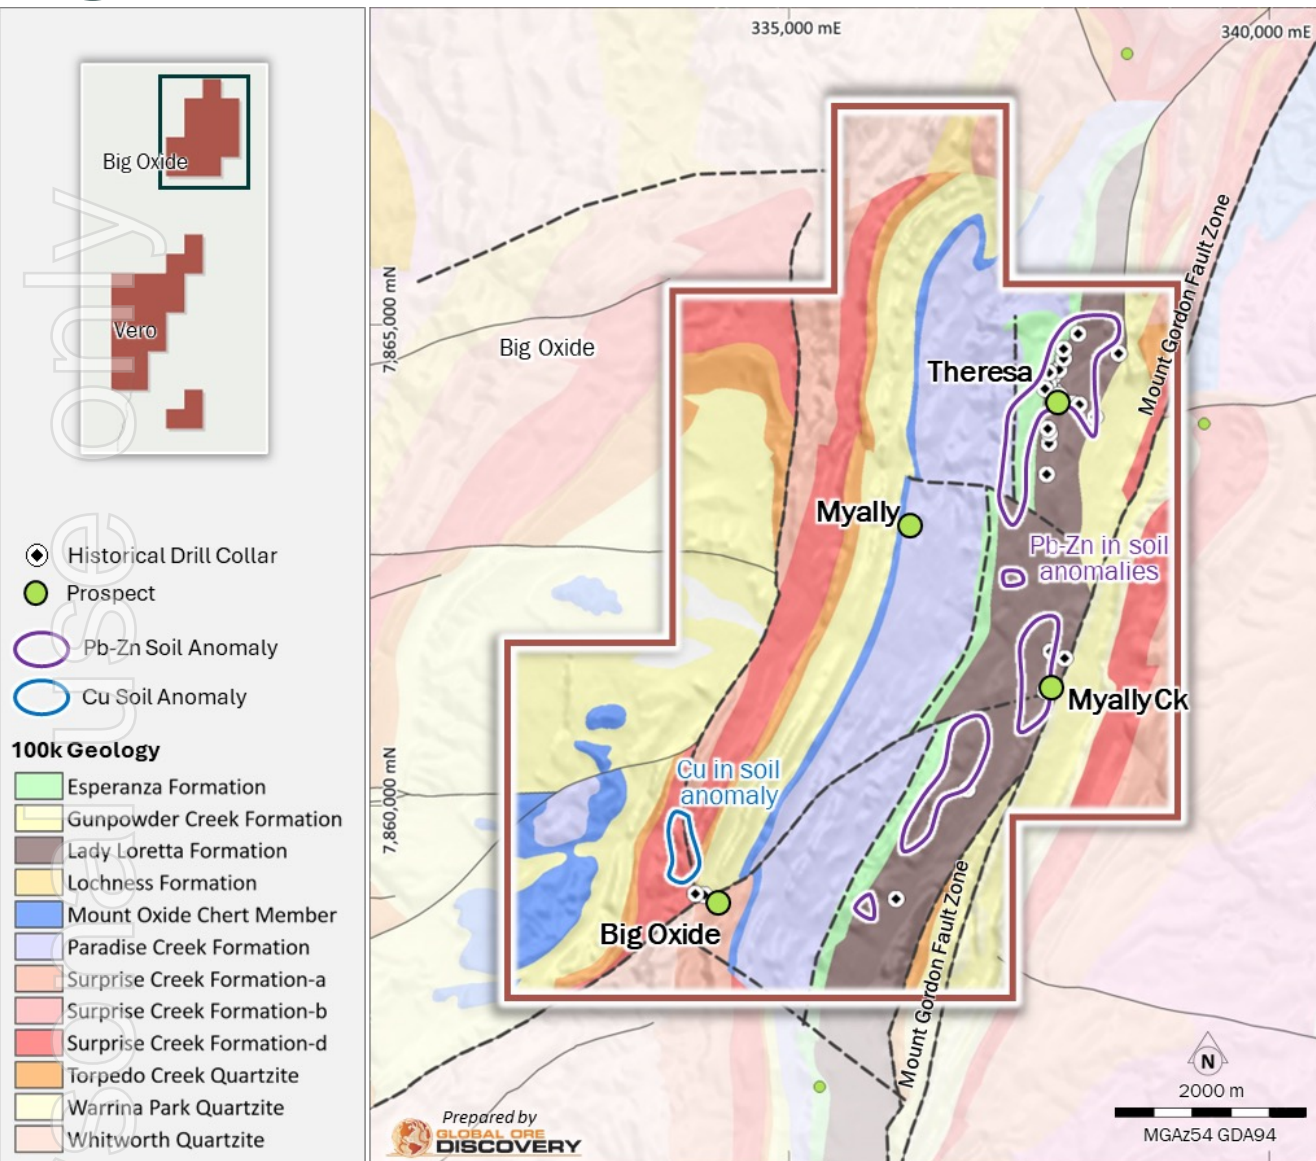 Big Oxide
Vero
Historical Drill Collar
Prospect
Pb-Zn Soil Anomaly
Cu Soil Anomaly
100k Geology
Esperanza Formation
Gunpowder Creek Formation
Lady Loretta Formation
Lochness Formation
Mount Oxide Chert Member
Paradise Creek Formation
Surprise Creek Formation-a
Surprise Creek Formation-b
Surprise Creek Formation-d
Torpedo Creek Quartzite
Warrina Park Quartzite
Whitworth Quartzite
sonal use only
335,000 mE
340,000 mE
7,865,000 mN
7,860,000 mN
Big Oxide
Theresa
Mount Gordon Fault Zone
Myally
Pb-Zn in soil
anomalies
Myally Ck
Cu in soil
anomaly
Big Oxide
Mount Gordon Fault Zone
N
2000 m
MGAz54 GDA94
Prepared by
GLOBAL ORE
DISCOVERY